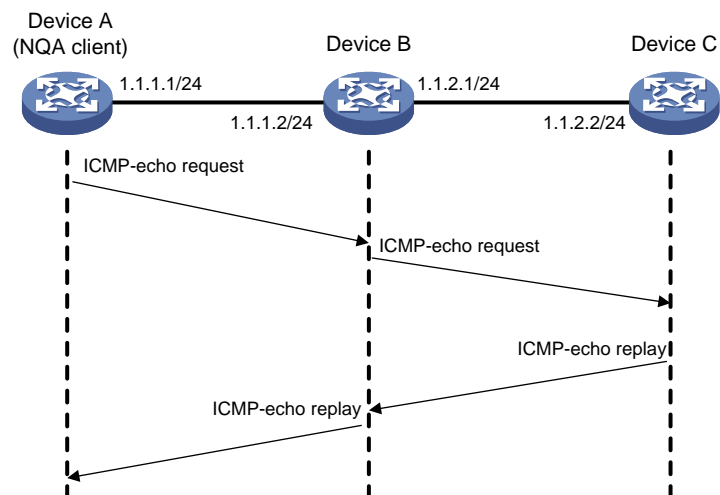 Device A
(NQA client)
Device B
Device C
1.1.1.1/24
1.1.2.1/24
1.1.1.2/24
1.1.2.2/24
ICMP-echo request
ICMP-echo request
ICMP-echo replay
ICMP-echo replay